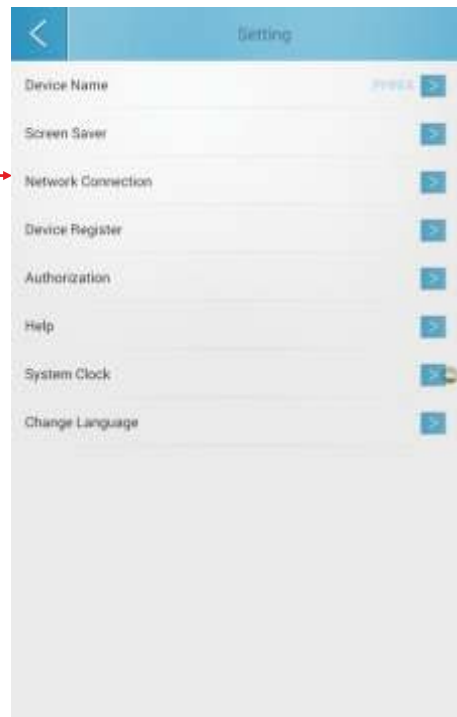 Setting
Device Name
Screen Saver
Network Connection
Device Register
Authorization
Help
System Clock
Change Language